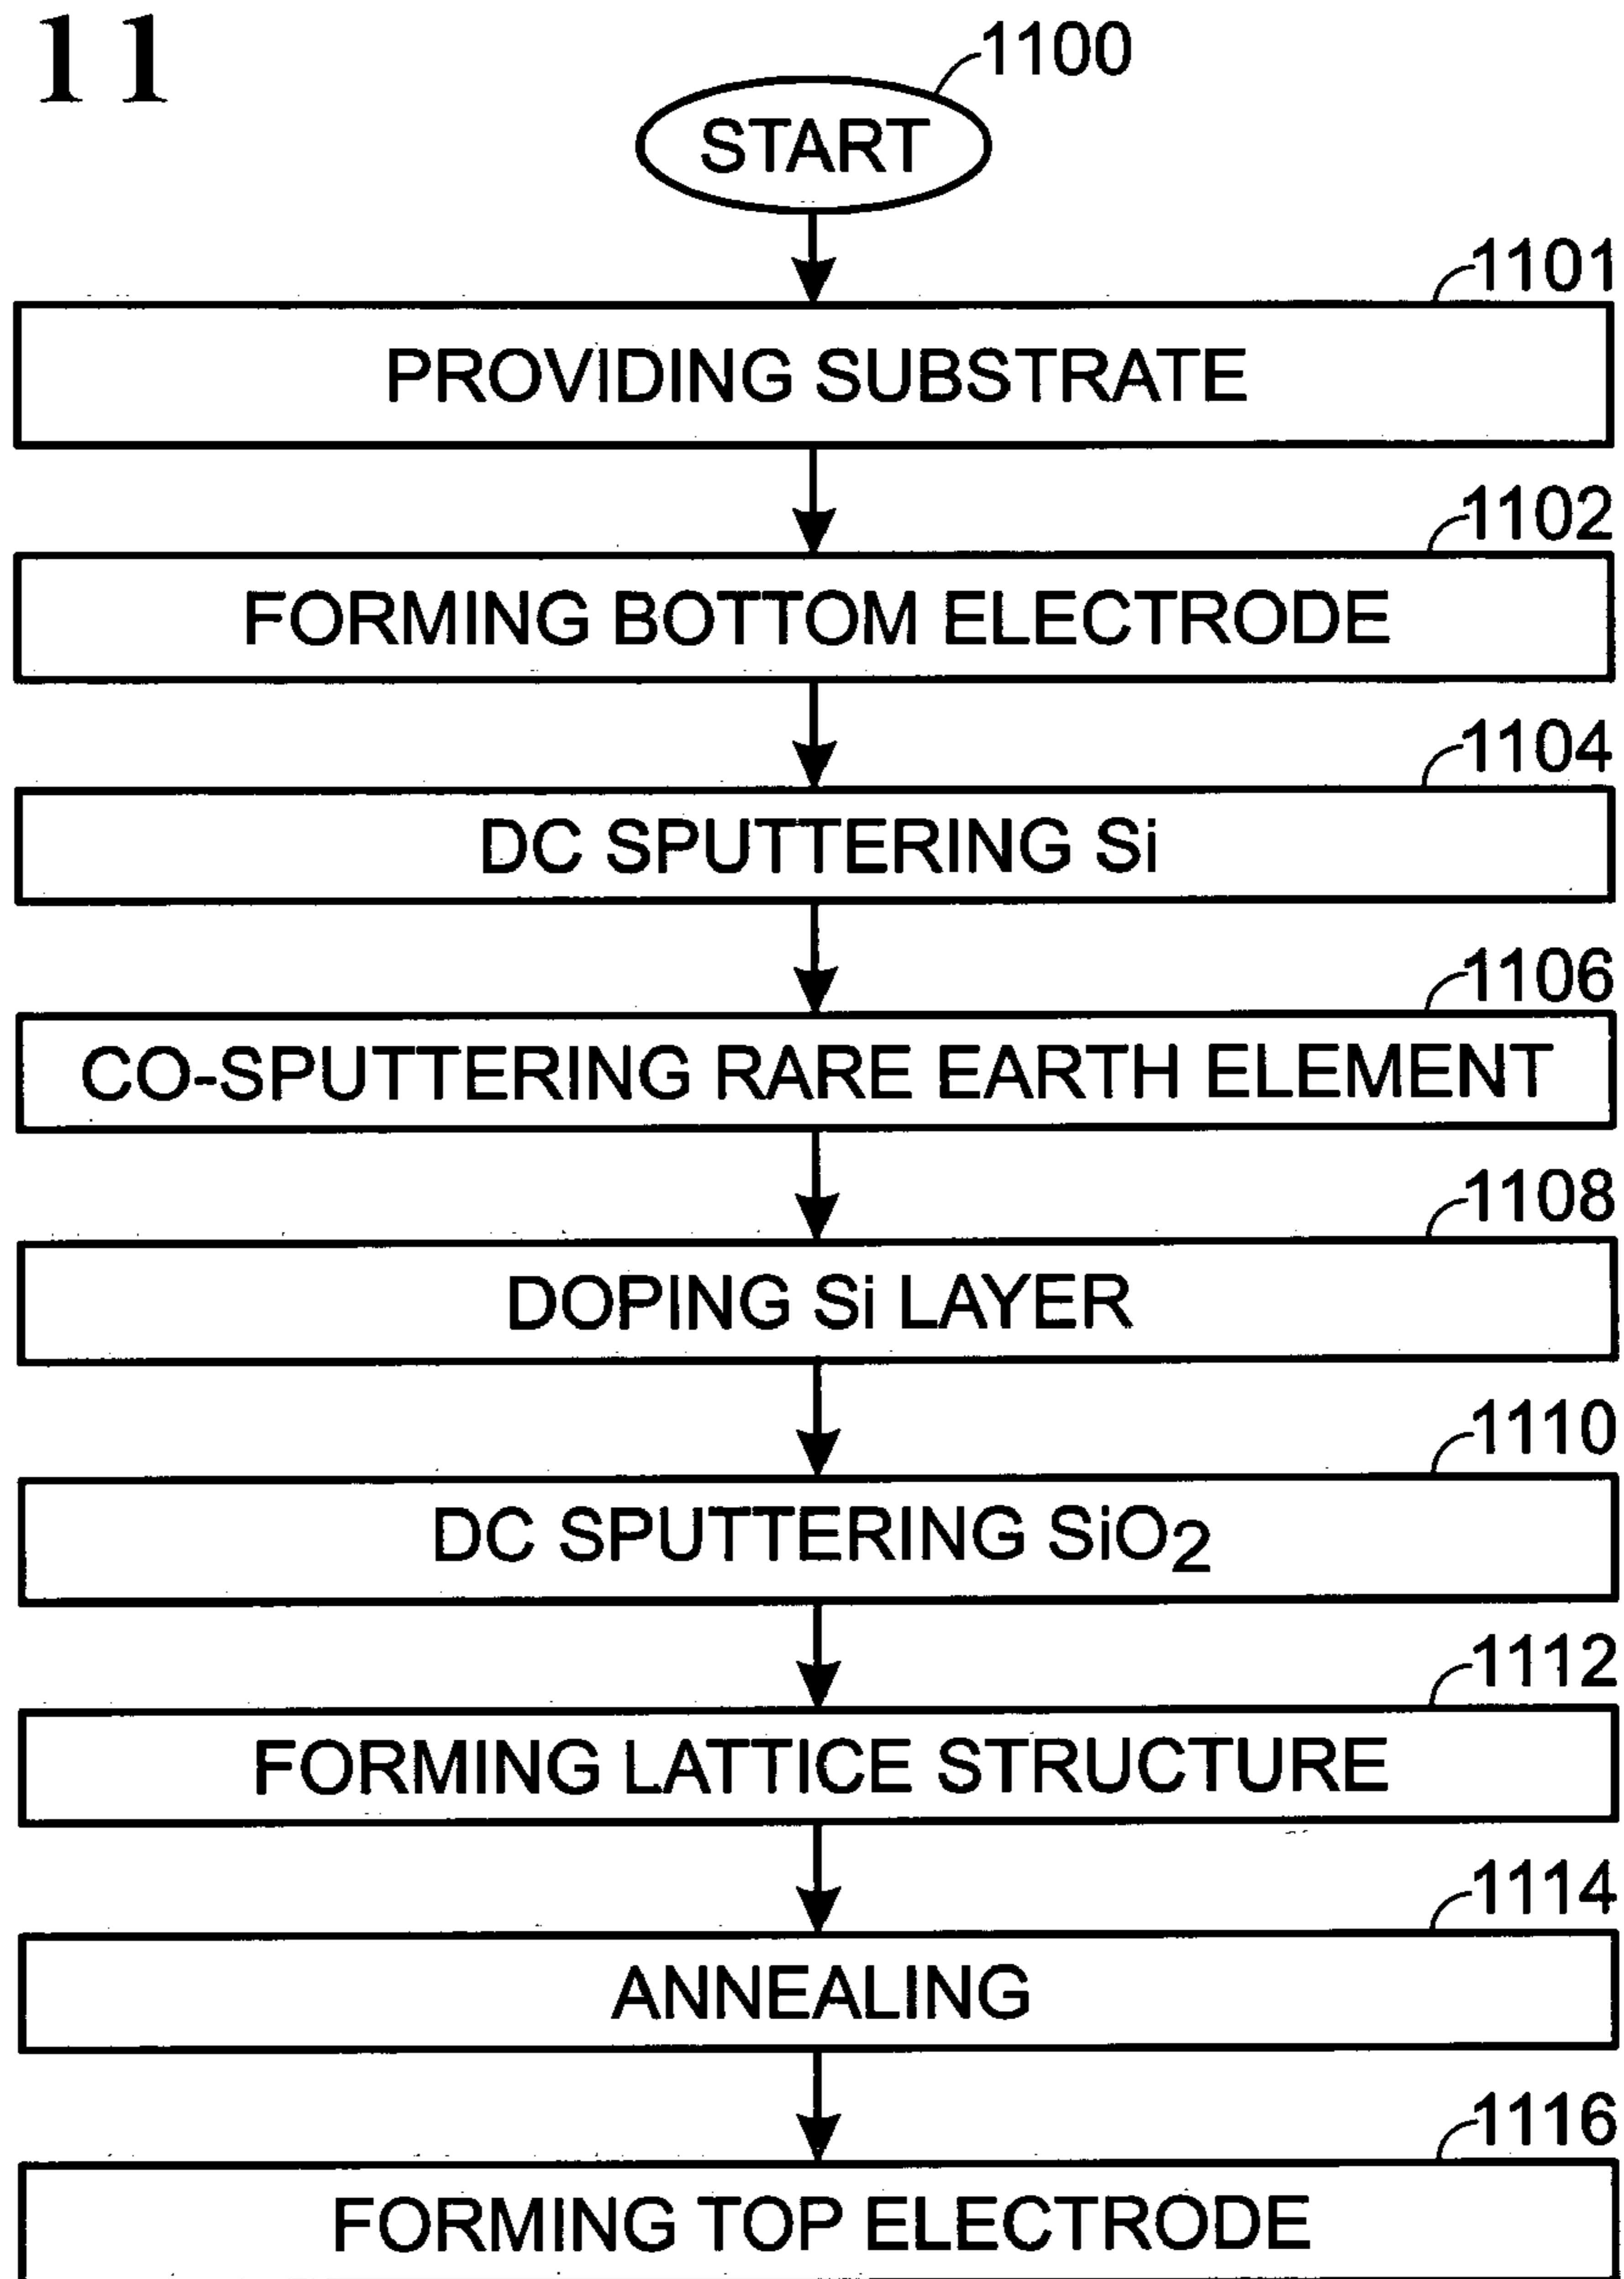 11
1100
START
1101
PROVIDING SUBSTRATE
1102
FORMING BOTTOM ELECTRODE
1104
DC SPUTTERING Si
1106
CO-SPUTTERING RARE EARTH ELEMENT
1108
DOPING Si LAYER
1110
DC SPUTTERING SiO2
1112
FORMING LATTICE STRUCTURE
1114
ANNEALING
1116
FORMING TOP ELECTRODE